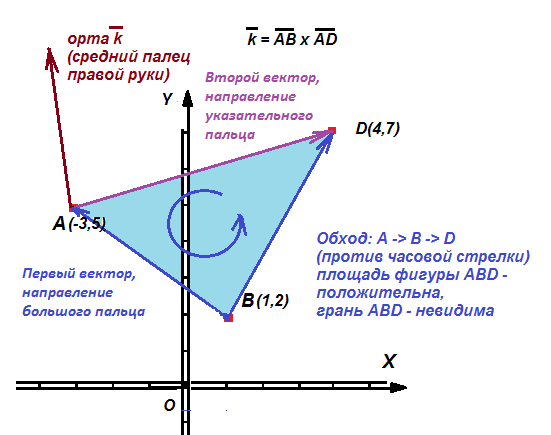 орта k
(средний палец
правой руки)
k = AB x AD
Второй вектор,
направление
указательного
пальца
Y
D(4,7)
A (-3,5)
Обход: A -> B -> D
(против часовой стрелки)
площадь фигуры ABD -
положительна,
грань ABD - невидима
Первый вектор,
направление
большого пальца
B (1,2)
X
O